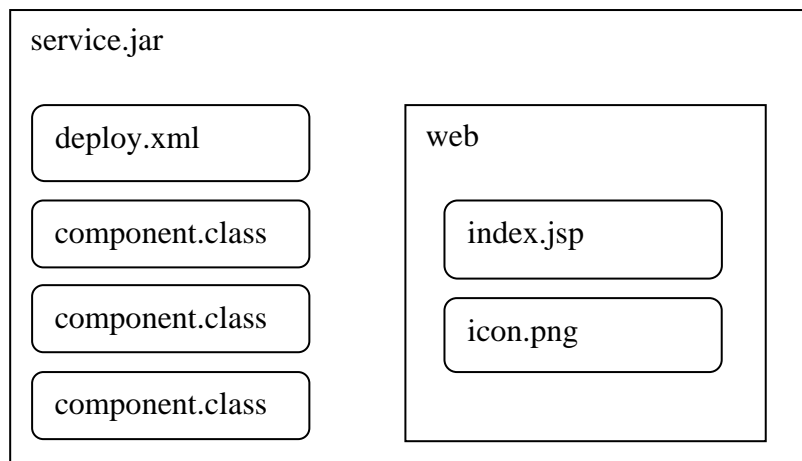 service.jar
deploy.xml
component.class
component.class
component.class
web
index.jsp
icon.png